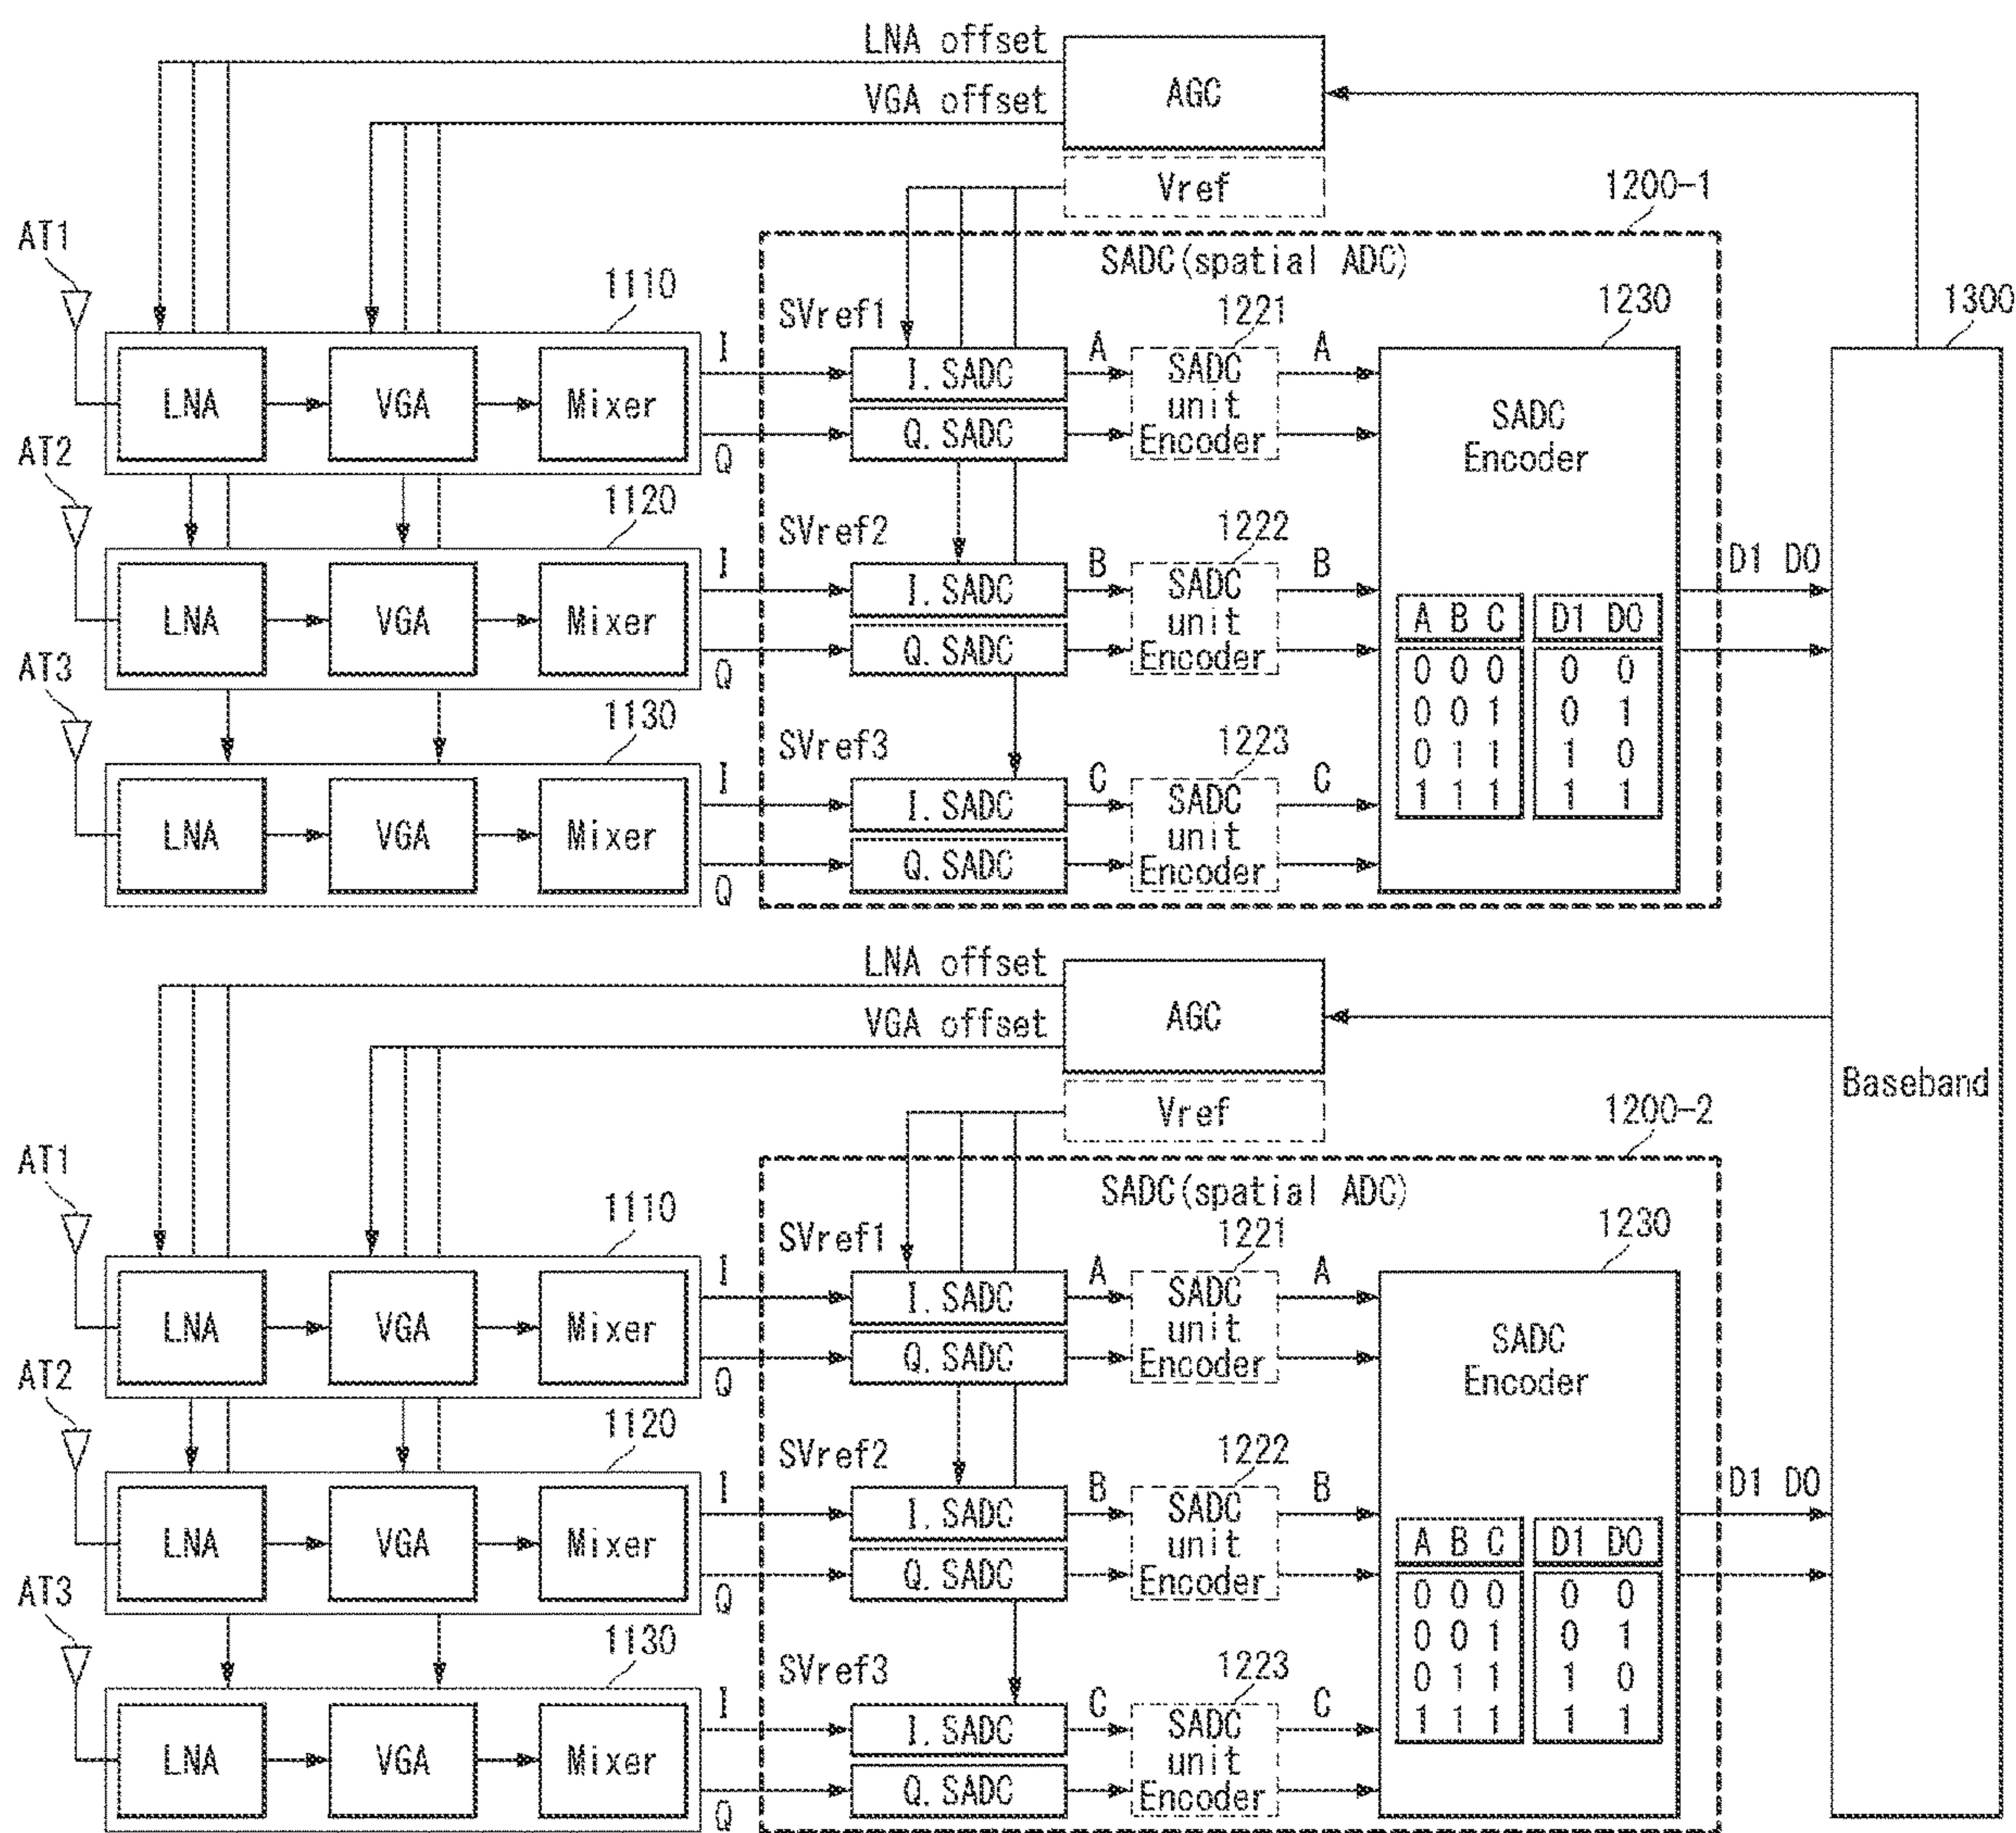 LNA offset
AGC
VGA offset
Vref
1200-1
AT1
SADC(spatial ADC)
1110
SVref1
1221
1230
1300
I
A
A
LNA
VGA
Mixer
I. SADC
SADC
unit
Encoder
SADC
Encoder
Q
Q. SADC
AT2
1120
SVref2
1222
I
B
B
D1 D0
LNA
VGA
Mixer
I. SADC
SADC
unit
Encoder
A B C D1 D0
Q
Q. SADC
0 0 0 0 0
0 0 1 0 1
0 1 1 1 0
1 1 1 1 1
AT3
1130
SVref3
1223
I
C
C
LNA
VGA
Mixer
I. SADC
SADC
unit
Encoder
Q
Q. SADC
LNA offset
AGC
VGA offset
Baseband
Vref
1200-2
AT1
SADC(spatial ADC)
1110
SVref1
1221
1230
I
A
A
LNA
VGA
Mixer
I. SADC
SADC
unit
Encoder
SADC
Encoder
Q
Q. SADC
AT2
1120
SVref2
1222
I
B
B
D1 D0
LNA
VGA
Mixer
I. SADC
SADC
unit
Encoder
A B C D1 D0
Q
Q. SADC
0 0 0 0 0
0 0 1 0 1
0 1 1 1 0
1 1 1 1 1
AT3
1130
SVref3
1223
I
C
C
LNA
VGA
Mixer
I. SADC
SADC
unit
Encoder
Q
Q. SADC